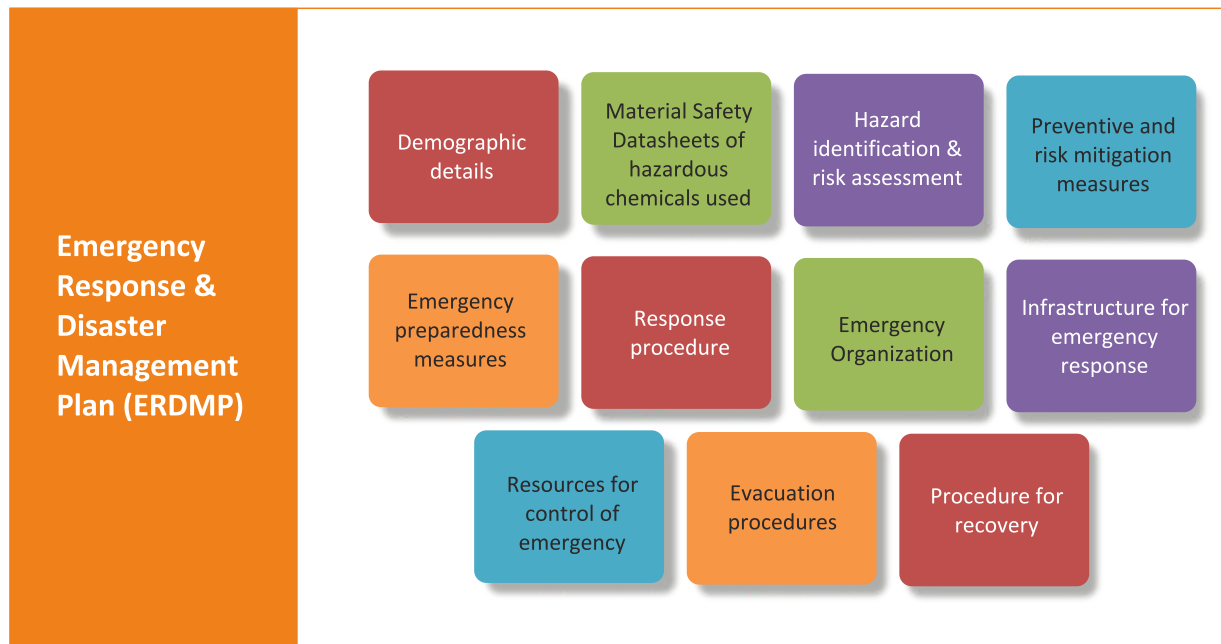 Emergency
Response &
Disaster
Management
Plan (ERDMP)
Demographic
details
Material Safety
Datasheets of
hazardous
chemicals used
Hazard
identification &
risk assessment
Preventive and
risk mitigation
measures
Emergency
preparedness
measures
Response
procedure
Emergency
Organization
Infrastructure for
emergency
response
Resources for
control of
emergency
Evacuation
procedures
Procedure for
recovery